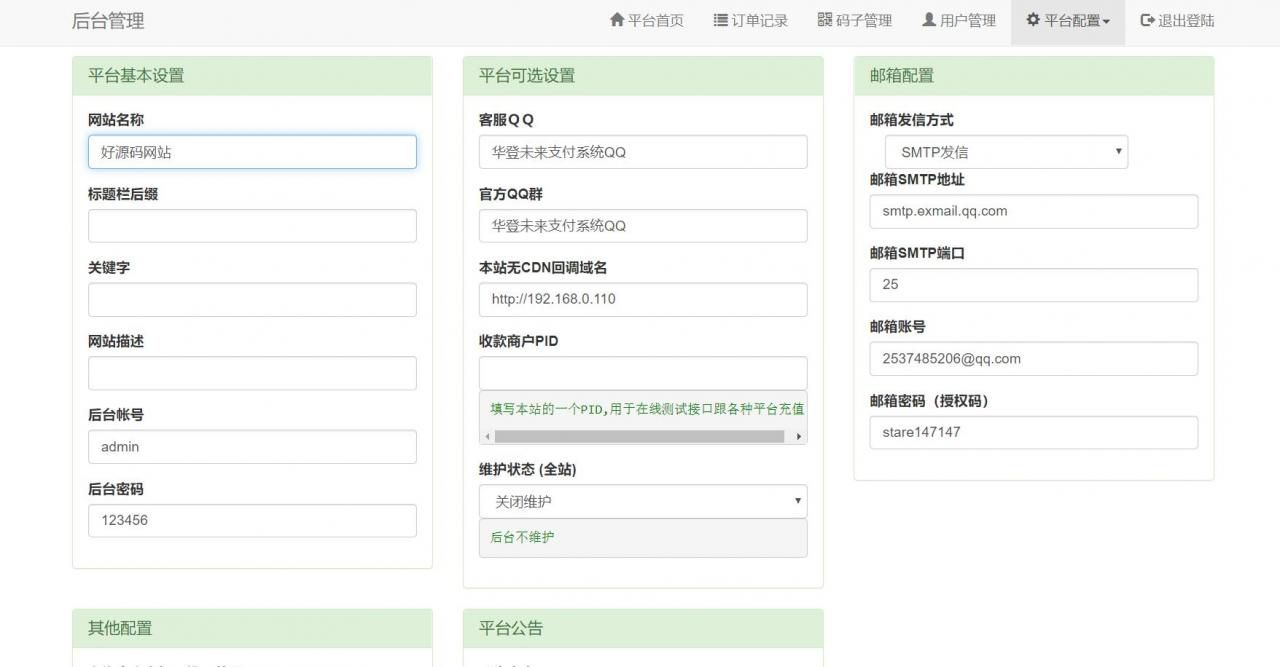 后台管理
平台首页
订单记录
码子管理
用户管理
平台配置
退出登陆
平台基本设置
网站名称
好源码网站
标题栏后缀
关键字
网站描述
后台帐号
admin
后台密码
123456
平台可选设置
客服ＱＱ
华登未来支付系统QQ
官方QQ群
华登未来支付系统QQ
本站无CDN回调域名
http://192.168.0.110
收款商户PID
填写本站的一个PID,用于在线测试接口跟各种平台充值
维护状态 (全站)
关闭维护
后台不维护
邮箱配置
邮箱发信方式
SMTP发信
邮箱SMTP地址
smtp.exmail.qq.com
邮箱SMTP端口
25
邮箱账号
2537485206@qq.com
邮箱密码（授权码）
stare147147
其他配置
平台公告